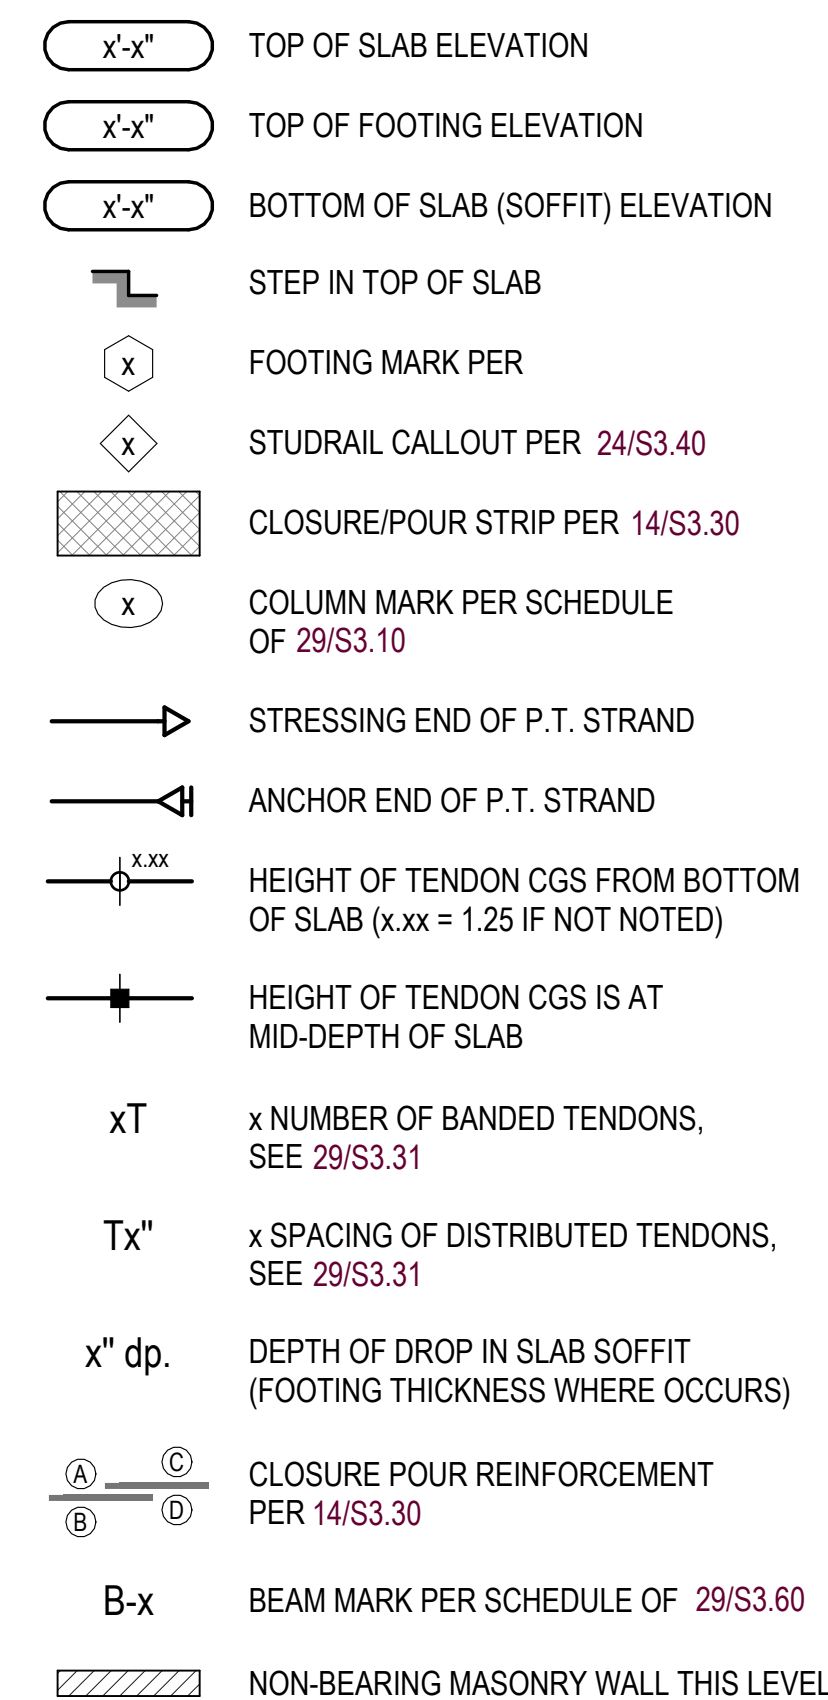 x'-x" TOP OF SLAB ELEVATION
x'-x" TOP OF FOOTING ELEVATION
x'-x" BOTTOM OF SLAB (SOFFIT) ELEVATION
STEP IN TOP OF SLAB
x FOOTING MARK PER
x STUDRAIL CALLOUT PER 24/S3.40
CLOSURE/POUR STRIP PER 14/S3.30
x COLUMN MARK PER SCHEDULE
OF 29/S3.10
STRESSING END OF P.T. STRAND
ANCHOR END OF P.T. STRAND
x.xx
HEIGHT OF TENDON CGS FROM BOTTOM
OF SLAB (x.xx = 1.25 IF NOT NOTED)
HEIGHT OF TENDON CGS IS AT
MID-DEPTH OF SLAB
xT x NUMBER OF BANDED TENDONS,
SEE 29/S3.31
Tx" x SPACING OF DISTRIBUTED TENDONS,
SEE 29/S3.31
x" dp. DEPTH OF DROP IN SLAB SOFFIT
(FOOTING THICKNESS WHERE OCCURS)
A C CLOSURE POUR REINFORCEMENT
B D PER 14/S3.30
B-x BEAM MARK PER SCHEDULE OF 29/S3.60
NON-BEARING MASONRY WALL THIS LEVEL